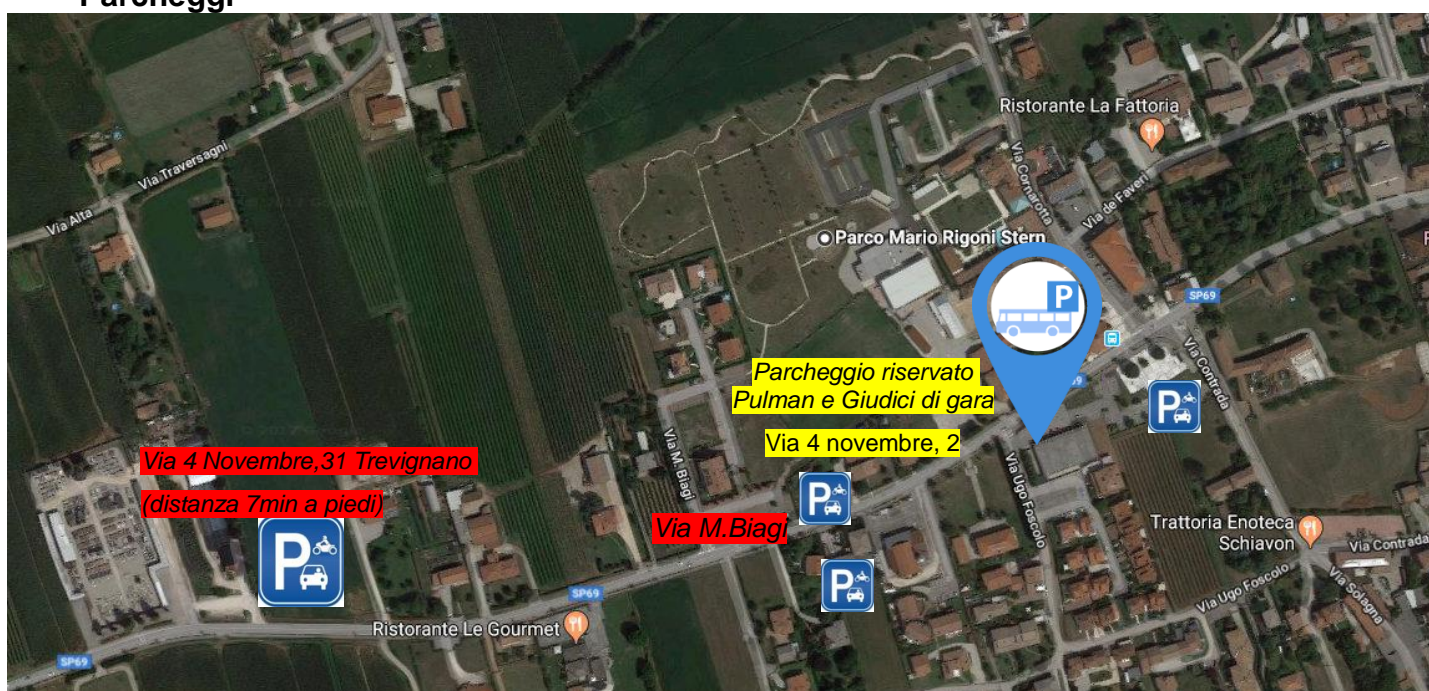 Parcheggi
Ristorante La Fattoria
Via Cornarotta
Via Traversagni
Via de Faveri
Via Alta
Parco Mario Rigoni Stern
SP69
P
Parcheggio riservato
Pulman e Giudici di gara
Via 4 novembre, 2
Via Contrada
P
Via 4 Novembre,31 Trevignano
(distanza 7min a piedi)
P
Via M. Biagi
Via M.Biagi
P
P
Via Ugo Foscolo
Trattoria Enoteca
Schiavon
Via Contrada
Via Ugo Foscolo
Via Solagna
SP69
Ristorante Le Gourmet
SP69